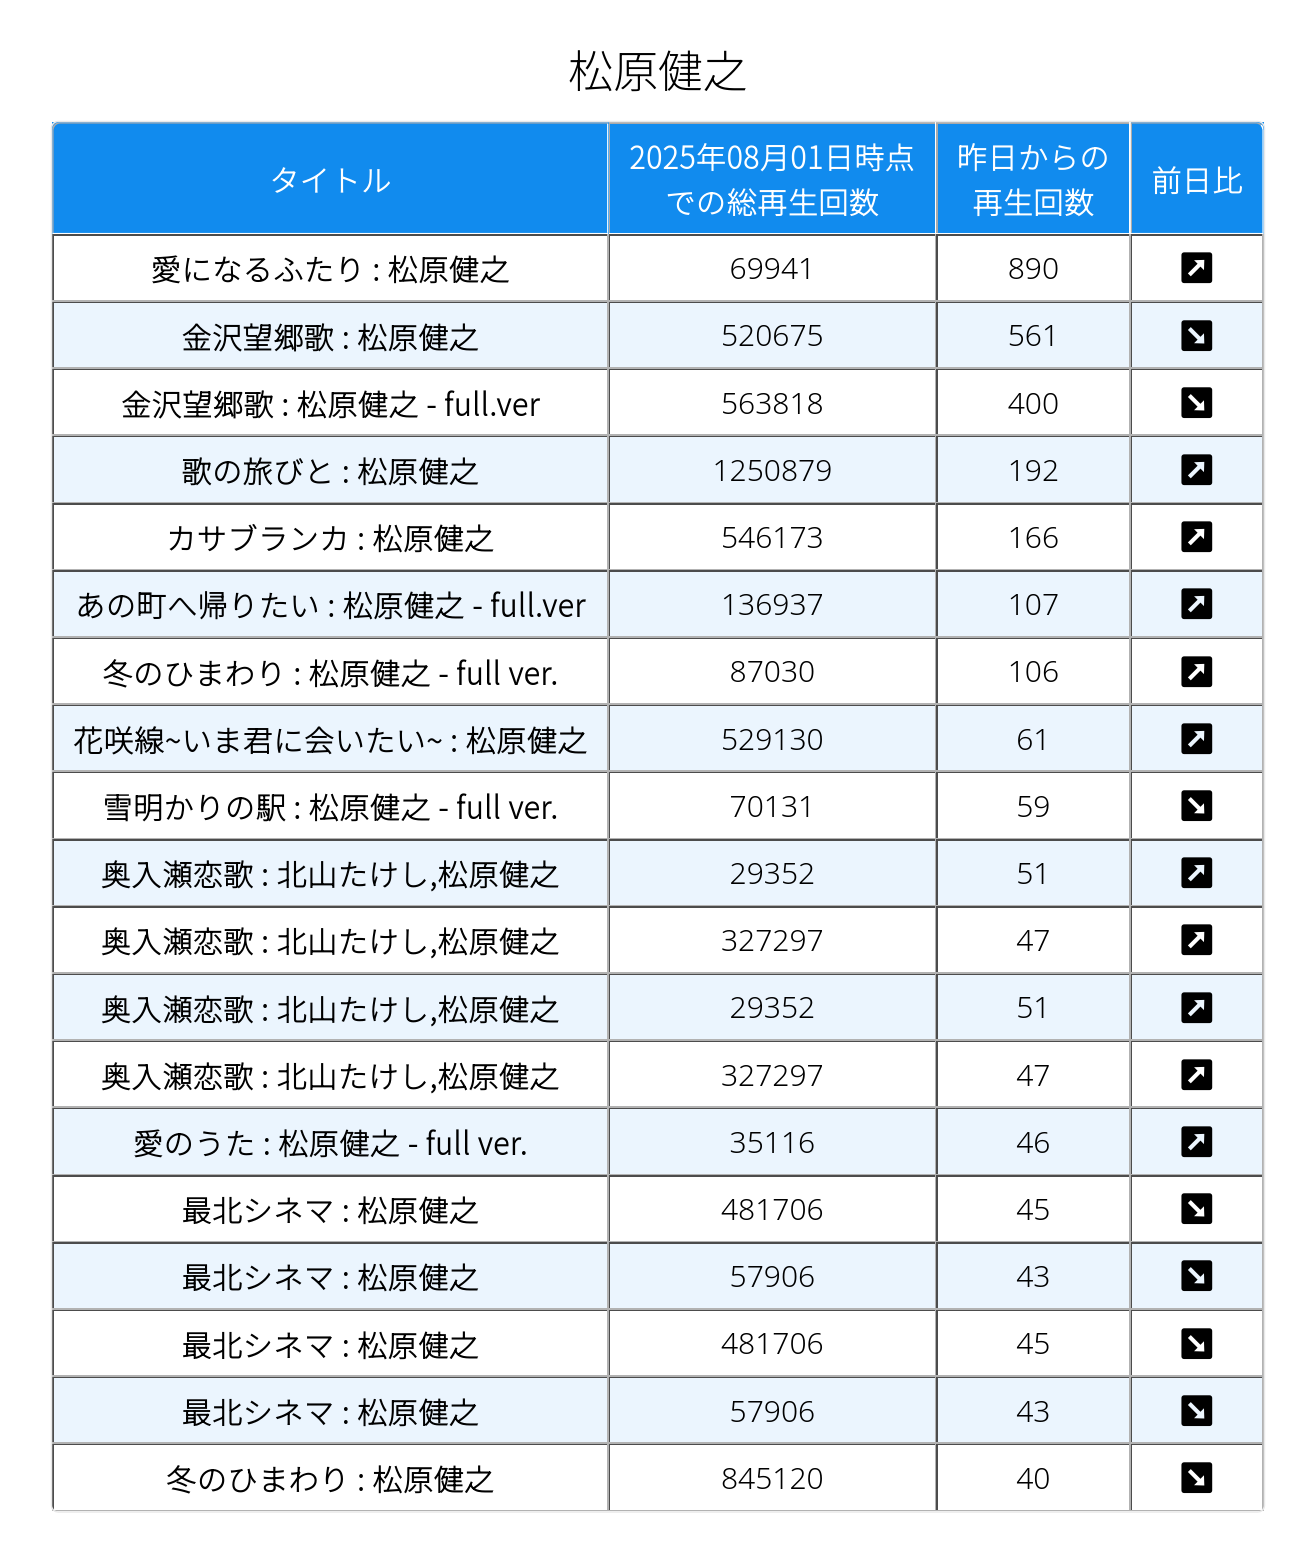 松原健之
タイトル 2025年08月01日時点での総再生回数 昨日からの再生回数 前日比
愛になるふたり : 松原健之 69941 890 ↗
金沢望郷歌 : 松原健之 520675 561 ↘
金沢望郷歌 : 松原健之 - full.ver 563818 400 ↘
歌の旅びと : 松原健之 1250879 192 ↗
カサブランカ : 松原健之 546173 166 ↗
あの町へ帰りたい : 松原健之 - full.ver 136937 107 ↗
冬のひまわり : 松原健之 - full ver. 87030 106 ↗
花咲線~いま君に会いたい~ : 松原健之 529130 61 ↗
雪明かりの駅 : 松原健之 - full ver. 70131 59 ↘
奥入瀬恋歌 : 北山たけし,松原健之 29352 51 ↗
奥入瀬恋歌 : 北山たけし,松原健之 327297 47 ↗
奥入瀬恋歌 : 北山たけし,松原健之 29352 51 ↗
奥入瀬恋歌 : 北山たけし,松原健之 327297 47 ↗
愛のうた : 松原健之 - full ver. 35116 46 ↗
最北シネマ : 松原健之 481706 45 ↘
最北シネマ : 松原健之 57906 43 ↘
最北シネマ : 松原健之 481706 45 ↘
最北シネマ : 松原健之 57906 43 ↘
冬のひまわり : 松原健之 845120 40 ↘